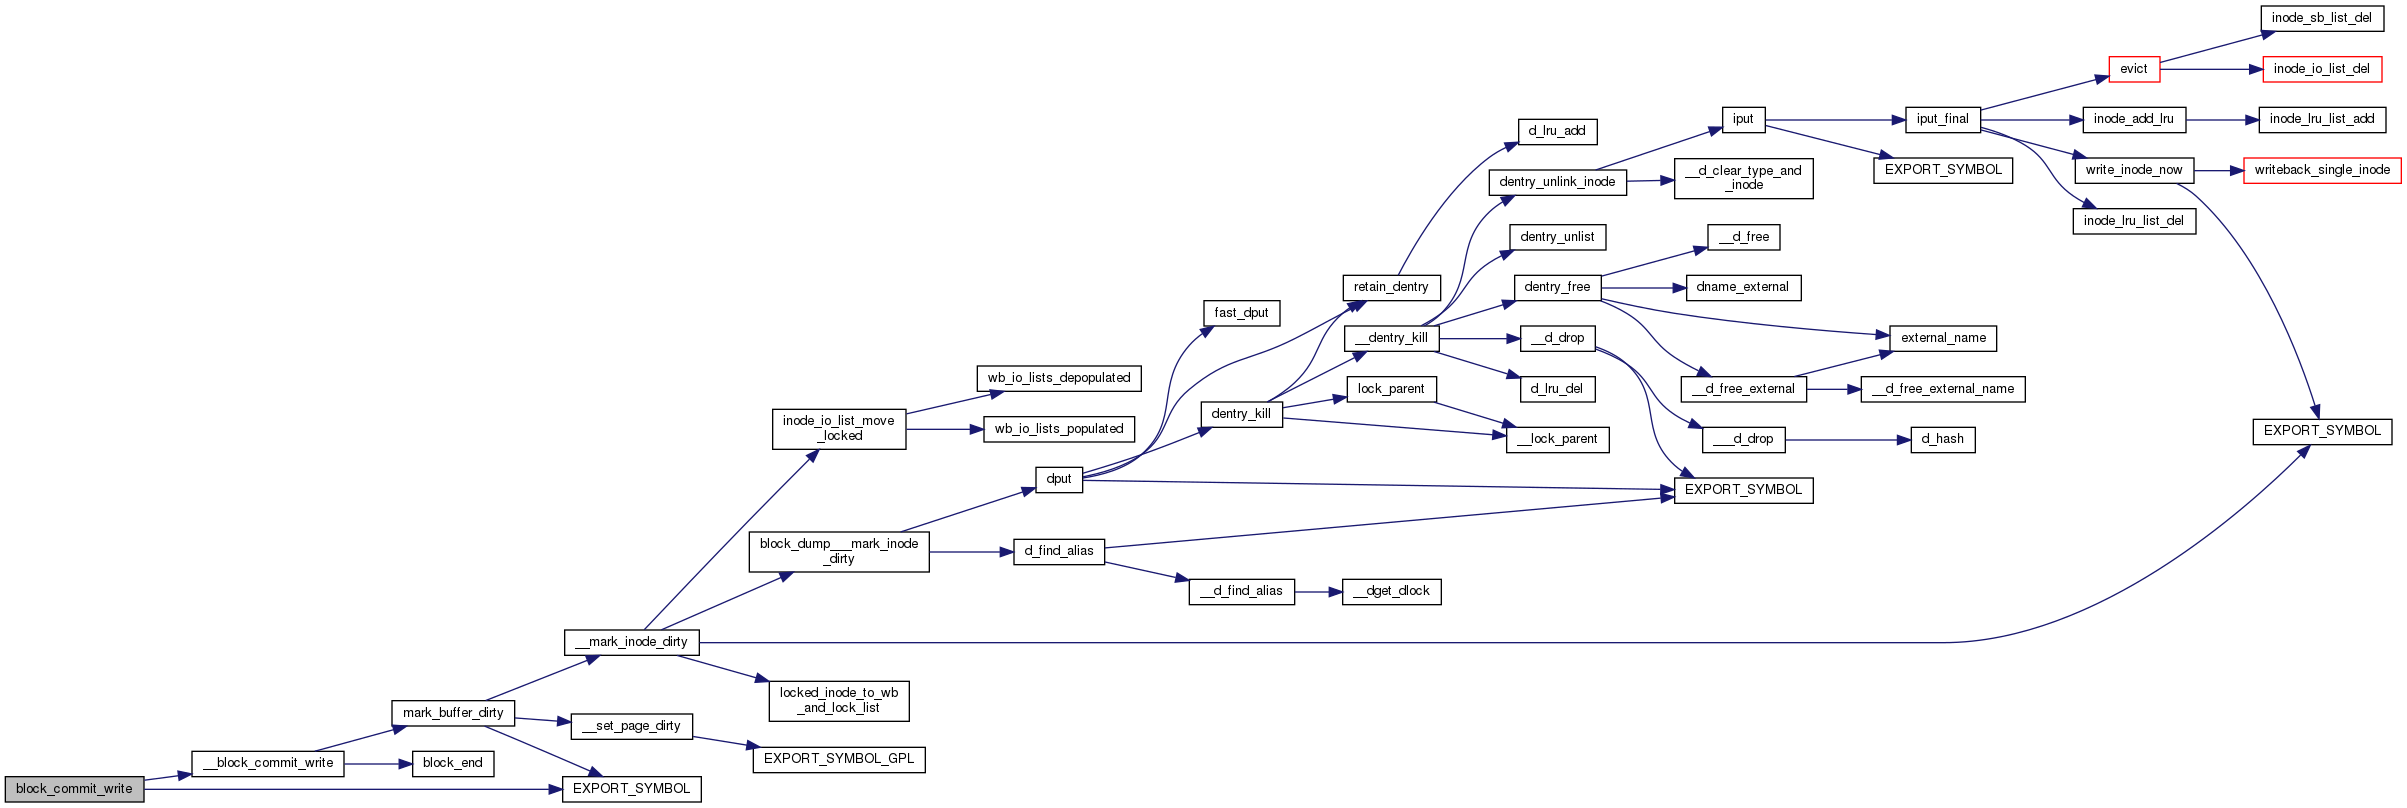 inode_sb_list_del
evict
inode_io_list_del
iput
iput_final
inode_add_lru
inode_lru_list_add
d_lru_add
EXPORT_SYMBOL
write_inode_now
writeback_single_inode
dentry_unlink_inode
__d_clear_type_and
_inode
inode_lru_list_del
dentry_unlist
__d_free
retain_dentry
dentry_free
dname_external
fast_dput
__dentry_kill
__d_drop
external_name
wb_io_lists_depopulated
lock_parent
d_lru_del
__d_free_external
__d_free_external_name
inode_io_list_move
_locked
wb_io_lists_populated
dentry_kill
__lock_parent
___d_drop
d_hash
EXPORT_SYMBOL
dput
EXPORT_SYMBOL
block_dump___mark_inode
_dirty
d_find_alias
__d_find_alias
__dget_dlock
__mark_inode_dirty
locked_inode_to_wb
_and_lock_list
mark_buffer_dirty
__set_page_dirty
EXPORT_SYMBOL_GPL
__block_commit_write
block_end
block_commit_write
EXPORT_SYMBOL